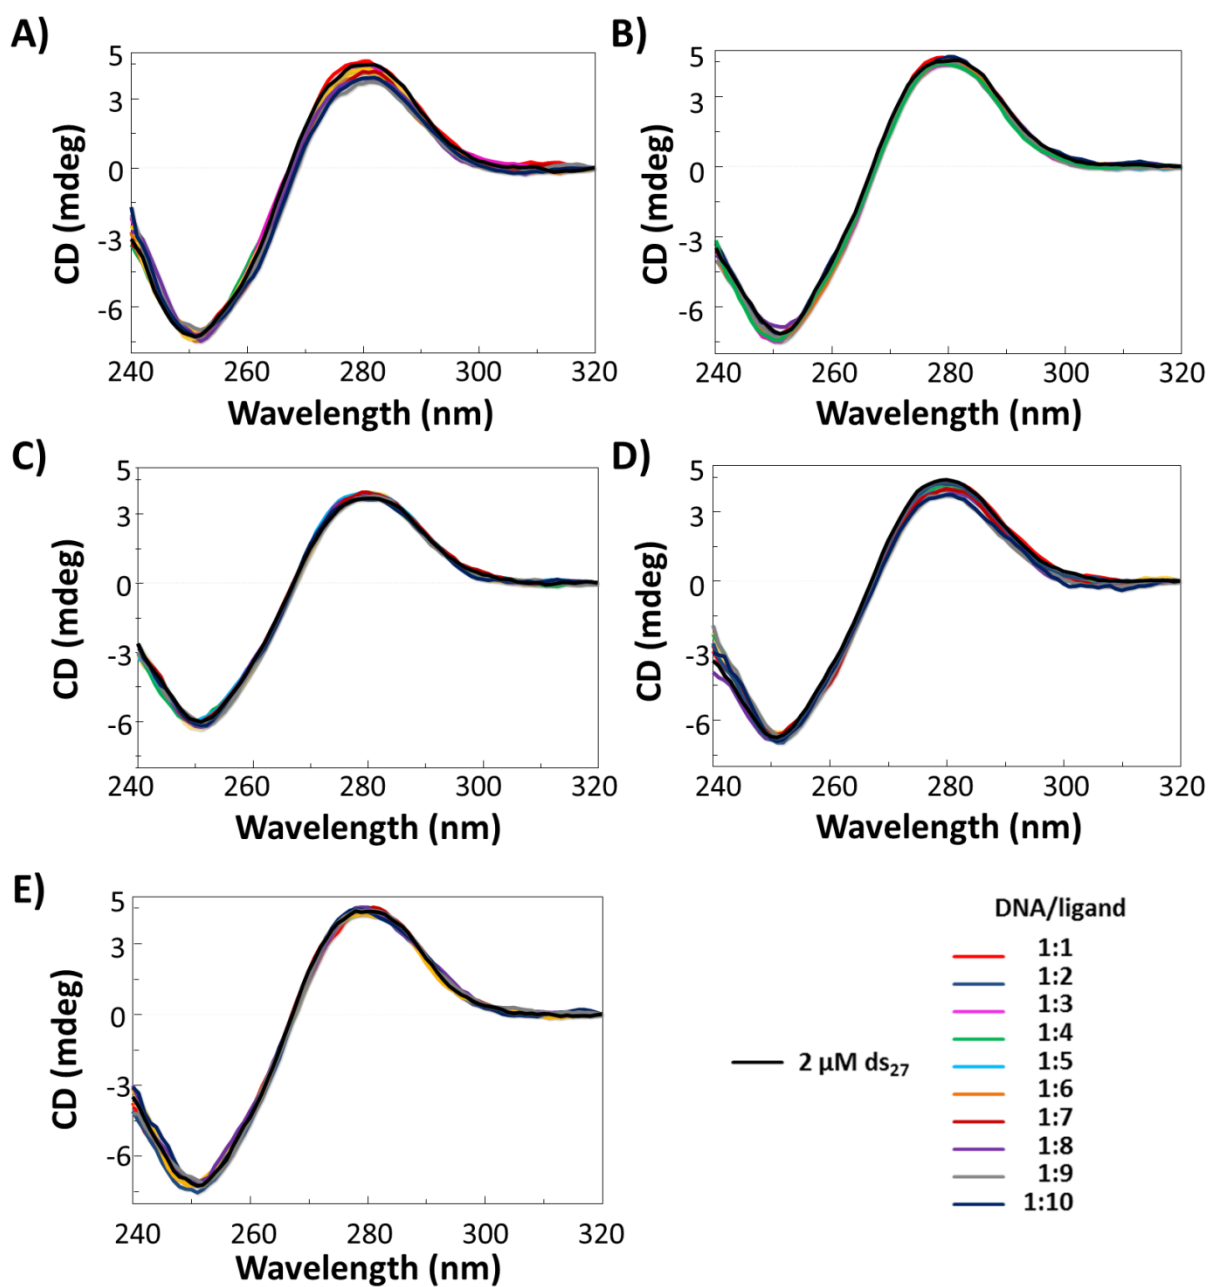 A)
5
3
0
-3
-6
CD (mdeg)
240 260 280 300 320
Wavelength (nm)
B)
5
3
0
-3
-6
CD (mdeg)
240 260 280 300 320
Wavelength (nm)
C)
5
3
0
-3
-6
CD (mdeg)
240 260 280 300 320
Wavelength (nm)
D)
5
3
0
-3
-6
CD (mdeg)
240 260 280 300 320
Wavelength (nm)
E)
5
3
0
-3
-6
CD (mdeg)
240 260 280 300 320
Wavelength (nm)
2 µM ds₂₇
DNA/ligand
1:1
1:2
1:3
1:4
1:5
1:6
1:7
1:8
1:9
1:10